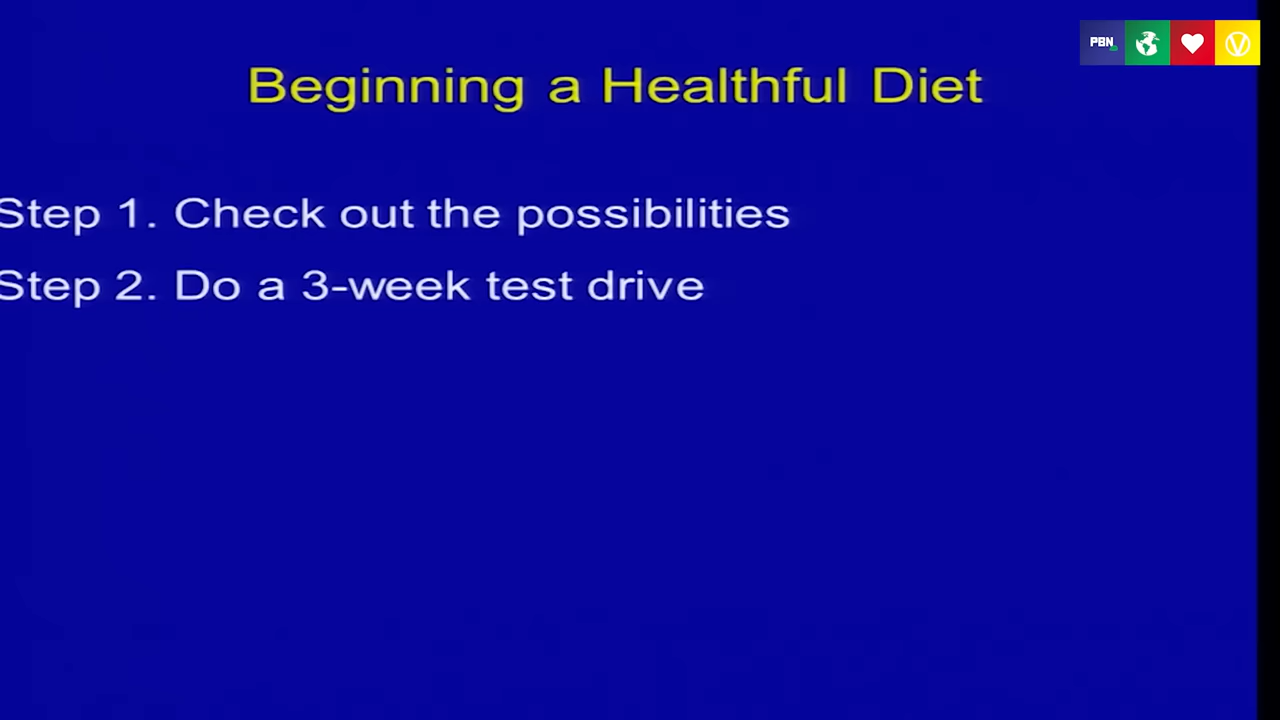 PBN
Beginning a Healthful Diet
Step 1. Check out the possibilities
Step 2. Do a 3-week test drive